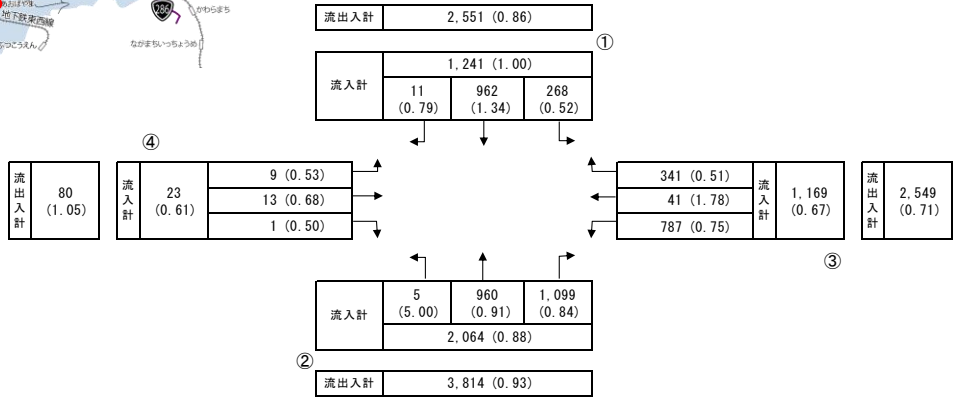 地下鉄東西線
286
かわらまち
ながまちいっちょうめ
流出入計 2,551 (0.86)
①
流入計
1,241 (1.00)
11 962 268
(0.79) (1.34) (0.52)
④
流出入計
80
(1.05)
流入計
23
(0.61)
9 (0.53)
13 (0.68)
1 (0.50)
341 (0.51)
41 (1.78)
787 (0.75)
流入計
1,169
(0.67)
流出入計
2,549
(0.71)
③
流入計
5 960 1,099
(5.00) (0.91) (0.84)
2,064 (0.88)
②
流出入計 3,814 (0.93)